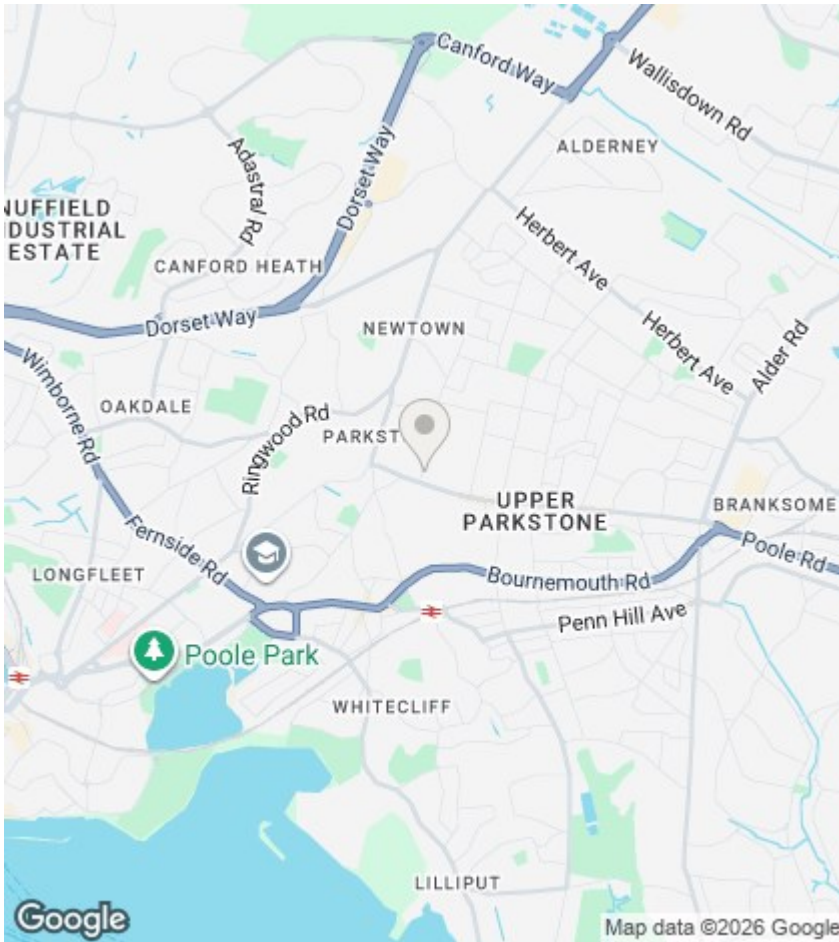 Canford Way
Wallisdown Rd
ALDERNEY
Adastral Rd
Dorset Way
NUFFIELD
NDUSTRIAL
ESTATE
Herbert Ave
CANFORD HEATH
Dorset Way
NEWTOWN
Herbert Ave
Alder Rd
Wimborne Rd
OAKDALE
Ringwood Rd
PARKST
UPPER
PARKSTONE
BRANKSOME
Fernside Rd
Poole Rd
LONGFLEET
Bournemouth Rd
Penn Hill Ave
Poole Park
WHITECLIFF
LILLIPUT
Google
Map data ©2026 Google